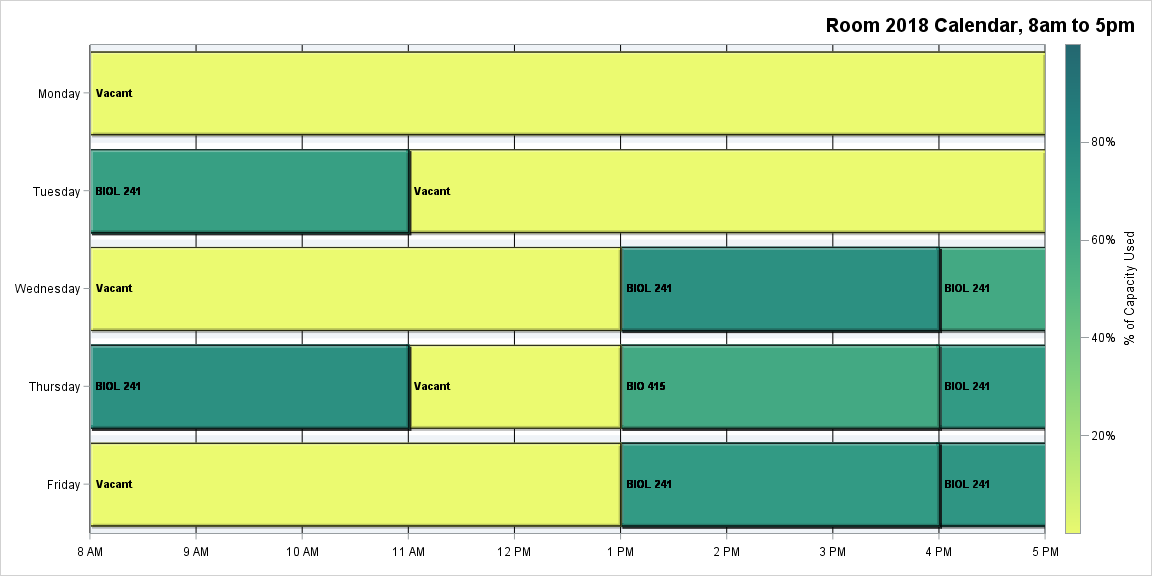 Room 2018 Calendar, 8am to 5pm
Monday
Vacant
Tuesday
BIOL 241
Vacant
Wednesday
Vacant
BIOL 241
BIOL 241
Thursday
BIOL 241
Vacant
BIO 415
BIOL 241
Friday
Vacant
BIOL 241
BIOL 241
8 AM 9 AM 10 AM 11 AM 12 PM 1 PM 2 PM 3 PM 4 PM 5 PM
80%
60%
40%
20%
% of Capacity Used